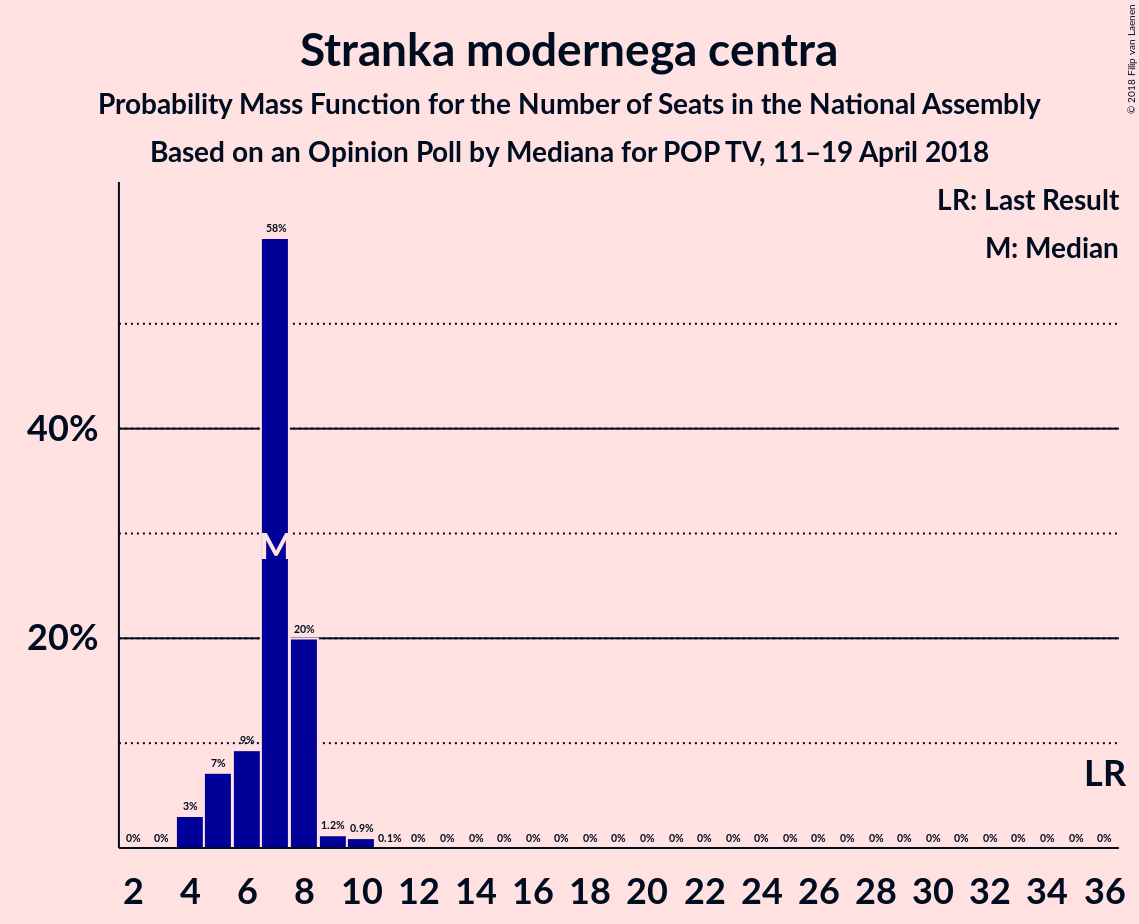 Stranka modernega centra
Probability Mass Function for the Number of Seats in the National Assembly
Based on an Opinion Poll by Mediana for POP TV, 11–19 April 2018
© 2018 Filip van Laenen
LR: Last Result
M: Median
58%
40%
M
20%
20%
9%
7%
3%
1.2%
0.9%
LR
0% 0% 0.1% 0% 0% 0% 0% 0% 0% 0% 0% 0% 0% 0% 0% 0% 0% 0% 0% 0% 0% 0% 0% 0% 0% 0% 0% 0%
2 4 6 8 10 12 14 16 18 20 22 24 26 28 30 32 34 36